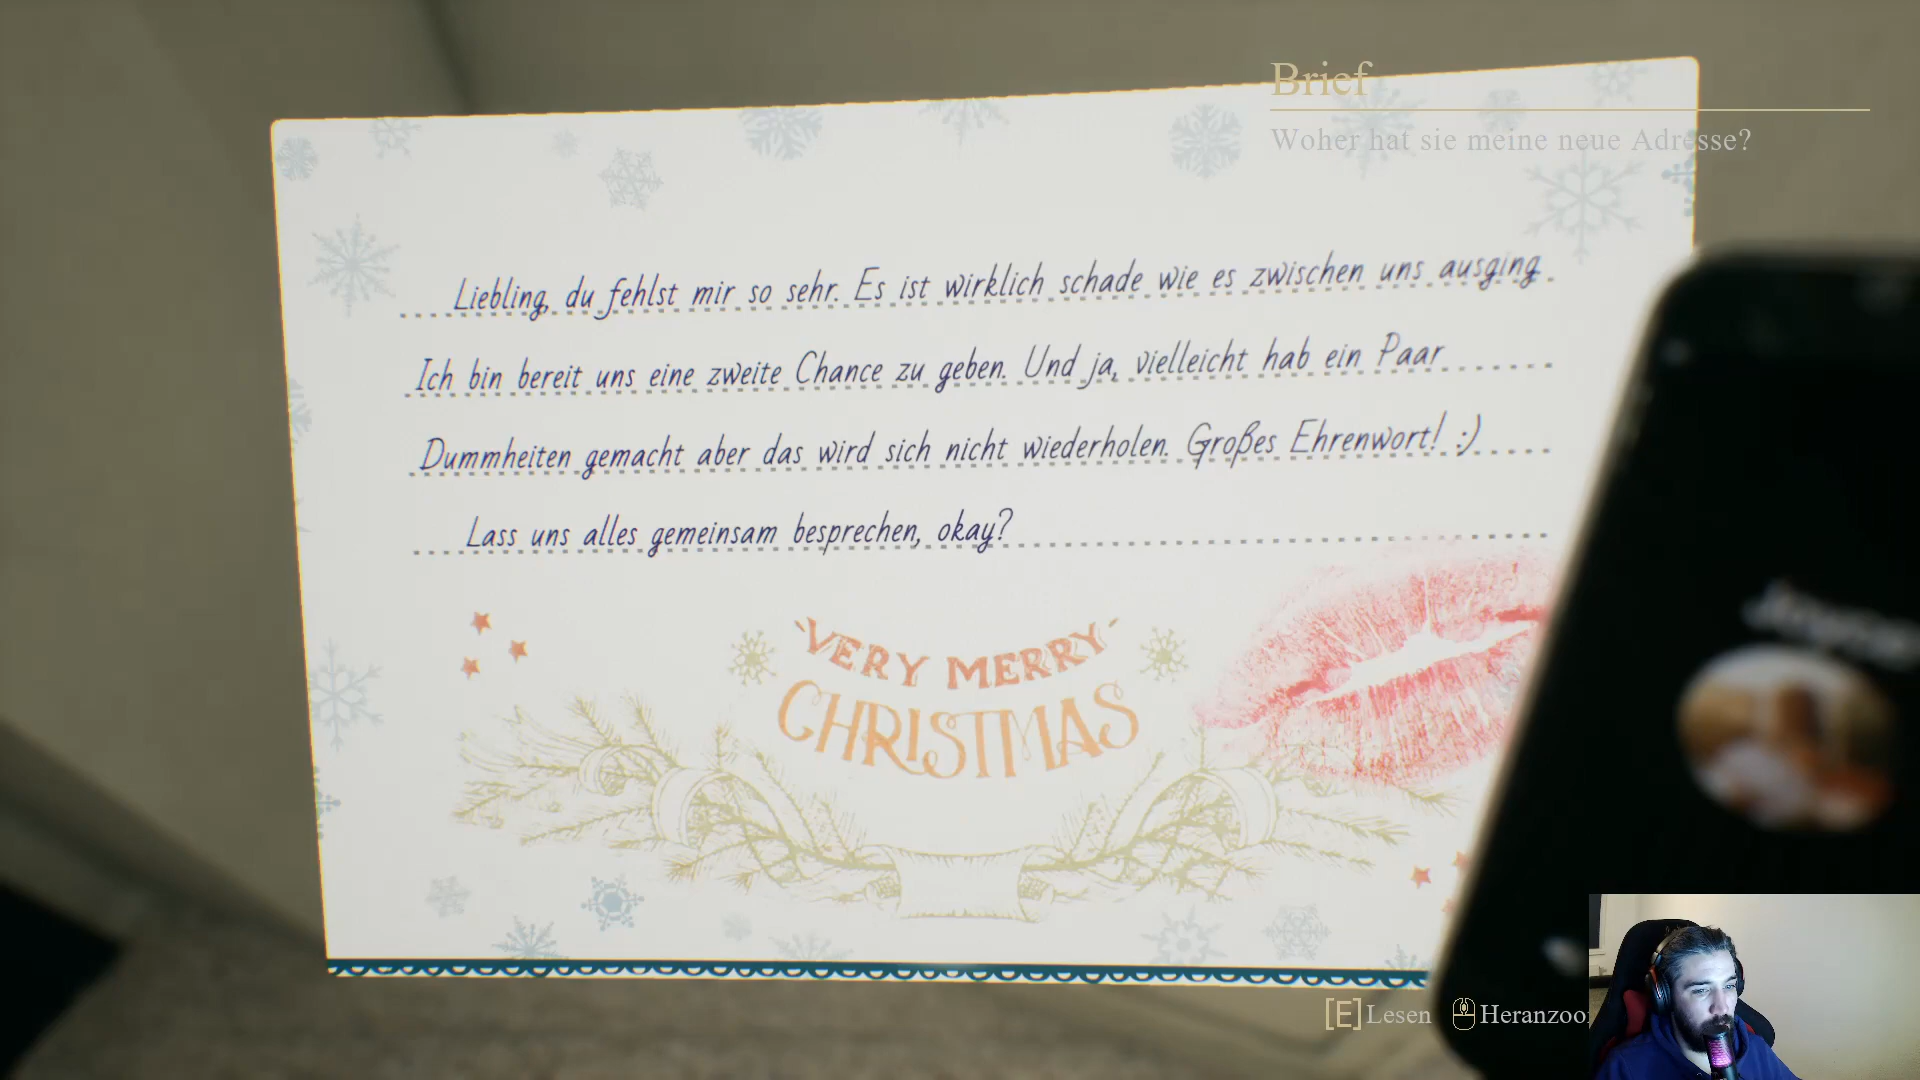 Brief
Woher hat sie meine neue Adresse?
Liebling, du fehlst mir so sehr. Es ist wirklich schade wie es zwischen uns ausging.
Ich bin bereit uns eine zweite Chance zu geben. Und ja, vielleicht hab ein Paar
Dummheiten gemacht aber das wird sich nicht wiederholen. Großes Ehrenwort! :)
Lass uns alles gemeinsam besprechen, okay?
VERY MERRY
CHRISTMAS
[E] Lesen Heranzoo